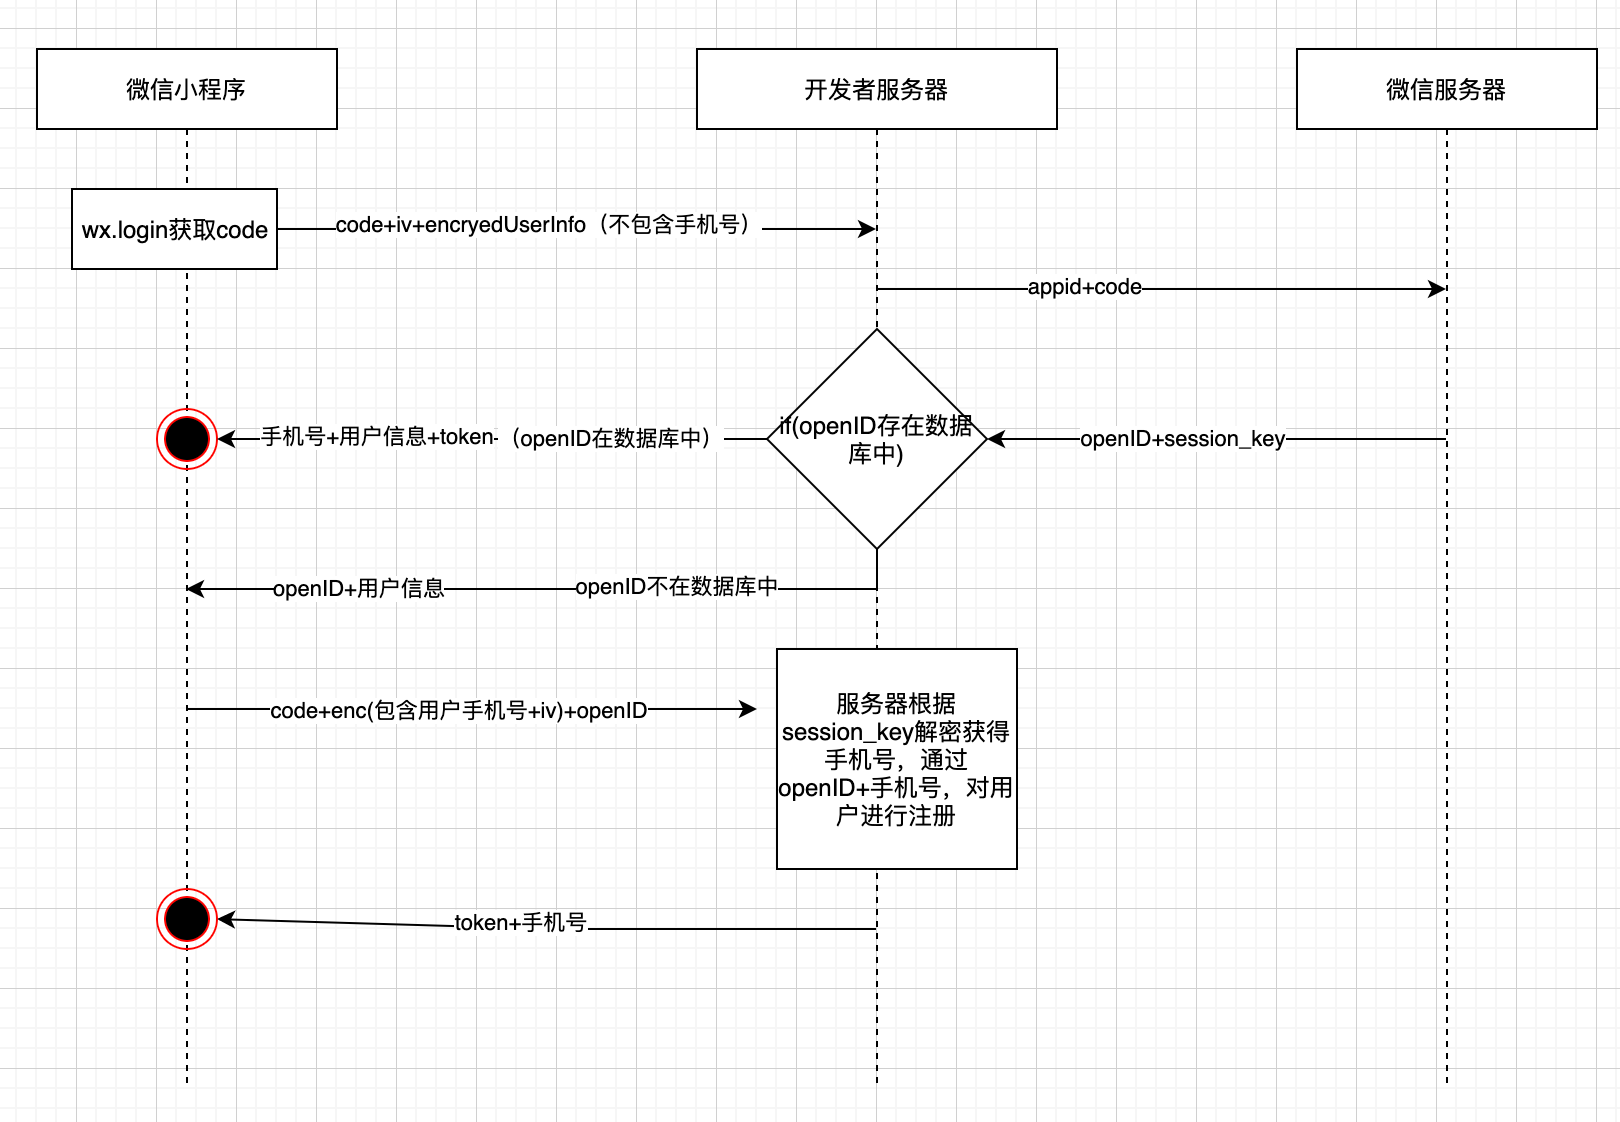 微信小程序
开发者服务器
微信服务器
wx.login获取code
code+iv+encryedUserInfo（不包含手机号）
appid+code
if(openID存在数据
库中)
手机号+用户信息+token
（openID在数据库中）
openID+session_key
openID+用户信息
openID不在数据库中
code+enc(包含用户手机号+iv)+openID
服务器根据
session_key解密获得
手机号，通过
openID+手机号，对用
户进行注册
token+手机号